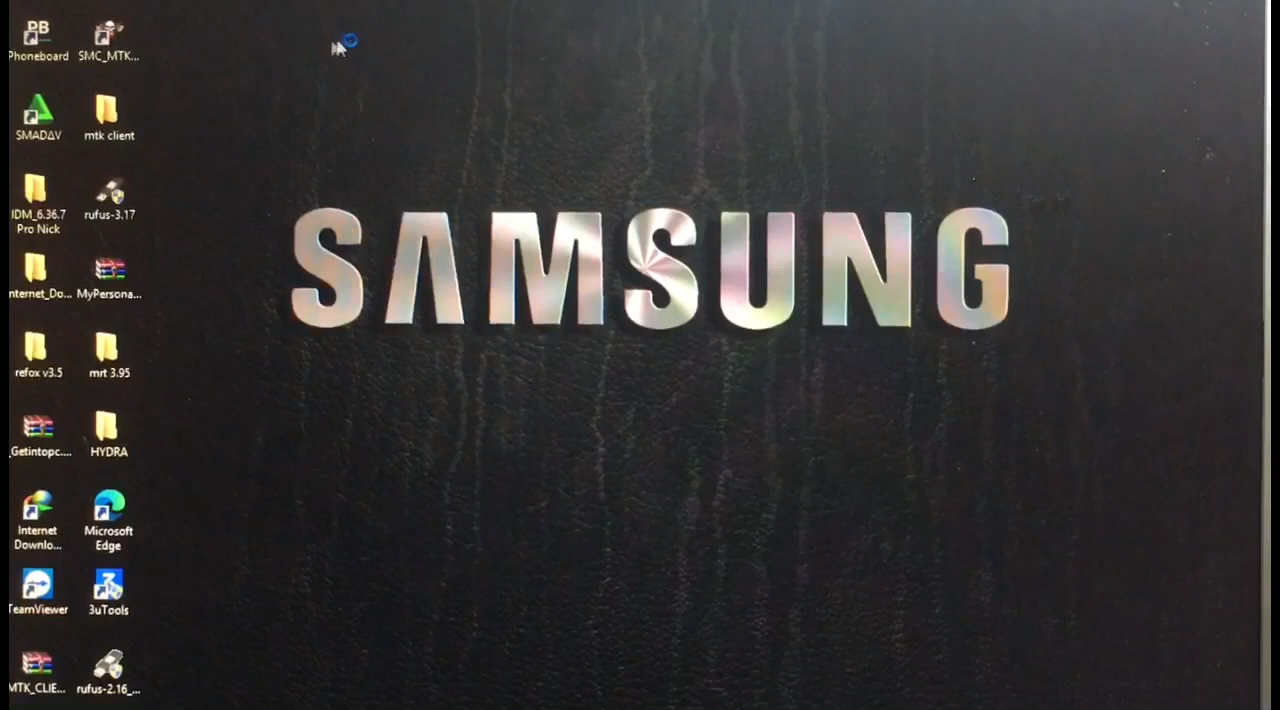 PB
Phoneboard
SMC_MTK...
SMADΔV
mtk client
IDM_6.36.7
Pro Nick
rufus-3.17
nternet_Do...
MyPersona...
refox v3.5
mrt 3.95
_Getintopc....
HYDRA
Internet
Downlo...
Microsoft
Edge
TeamViewer
3uTools
MTK_CLIE...
rufus-2.16_...
SAMSUNG